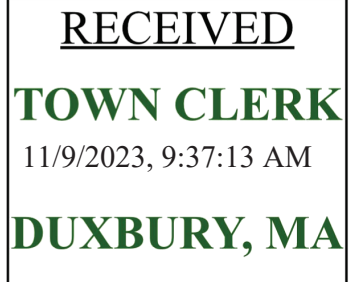 RECEIVED
TOWN CLERK
11/9/2023, 9:37:13 AM
DUXBURY, MA